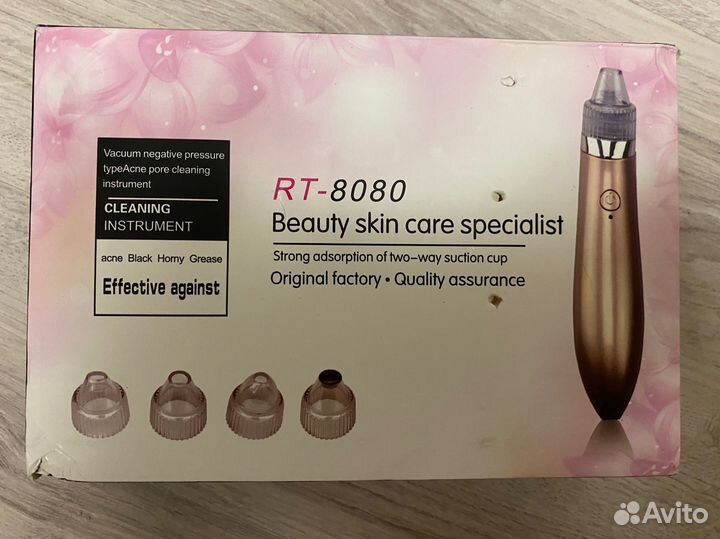 Vacuum negative pressure
typeAcne pore cleaning
instrument
CLEANING
INSTRUMENT
acne Black Horny Grease
Effective against
RT-8080
Beauty skin care specialist
Strong adsorption of two-way suction cup
Original factory • Quality assurance
Avito